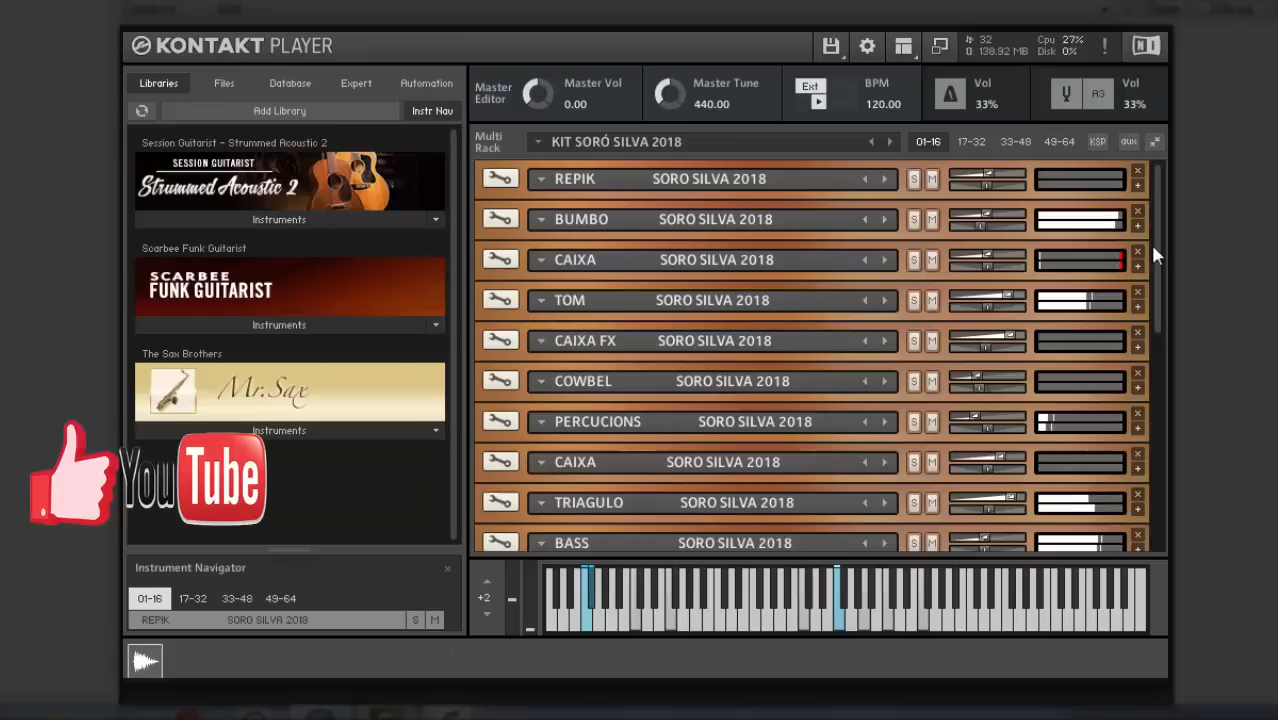 KONTAKT PLAYER
32
138.92 MB
Cpu 27%
Disk 0%
!
Libraries
Files
Database
Expert
Automation
Add Library
Instr Nav
Master Editor
Master Vol
0.00
Master Tune
440.00
Ext
BPM
120.00
Vol
33%
A3
Vol
33%
Multi Rack
KIT SORÓ SILVA 2018
01-16
17-32
33-48
49-64
KSP
aux
Session Guitarist - Strummed Acoustic 2
SESSION GUITARIST
Strummed Acoustic 2
Instruments
Scarbee Funk Guitarist
SCARBEE
FUNK GUITARIST
Instruments
The Sax Brothers
Mr.Sax
Instruments
YouTube
REPIK SORO SILVA 2018 S M
BUMBO SORO SILVA 2018 S M
CAIXA SORO SILVA 2018 S M
TOM SORO SILVA 2018 S M
CAIXA FX SORO SILVA 2018 S M
COWBEL SORO SILVA 2018 S M
PERCUCIONS SORO SILVA 2018 S M
CAIXA SORO SILVA 2018 S M
TRIAGULO SORO SILVA 2018 S M
BASS SORO SILVA 2018 S M
Instrument Navigator
01-16
17-32
33-48
49-64
REPIK SORO SILVA 2018 S M
+2